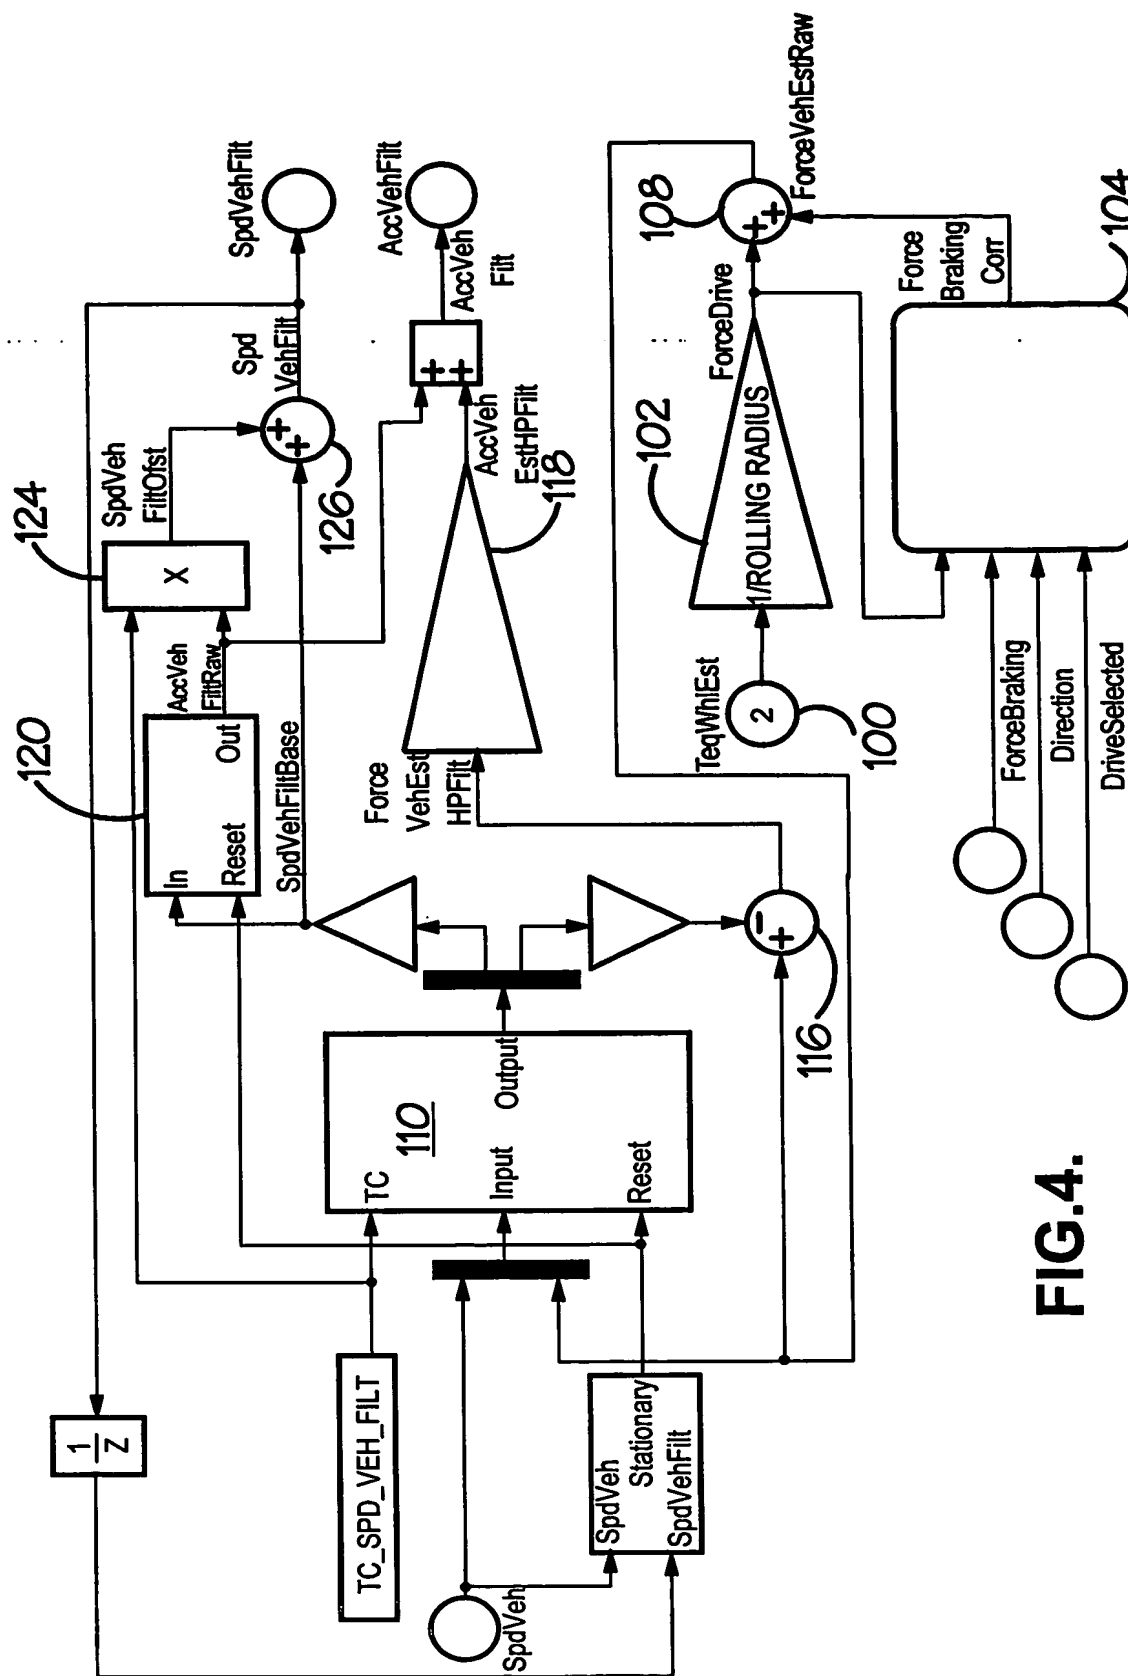 1
Z
TC_SPD_VEH_FILT
SpdVeh
SpdVeh
Stationary
SpdVehFilt
TC
110
Input
Output
Reset
120
In
Out
Reset
AccVeh
FiltRaw
124
X
SpdVeh
FiltOfst
SpdVehFiltBase
126
+
+
Spd
VehFilt
SpdVehFilt
Force
VehEst
HPFilt
118
AccVeh
EstHPFilt
+
+
AccVeh
Filt
AccVehFilt
116
+
-
TeqWhlEst
2
100
102
1/ROLLING RADIUS
ForceDrive
108
+
+
ForceVehEstRaw
ForceBraking
Direction
DriveSelected
Force
Braking
Corr
104
FIG.4.